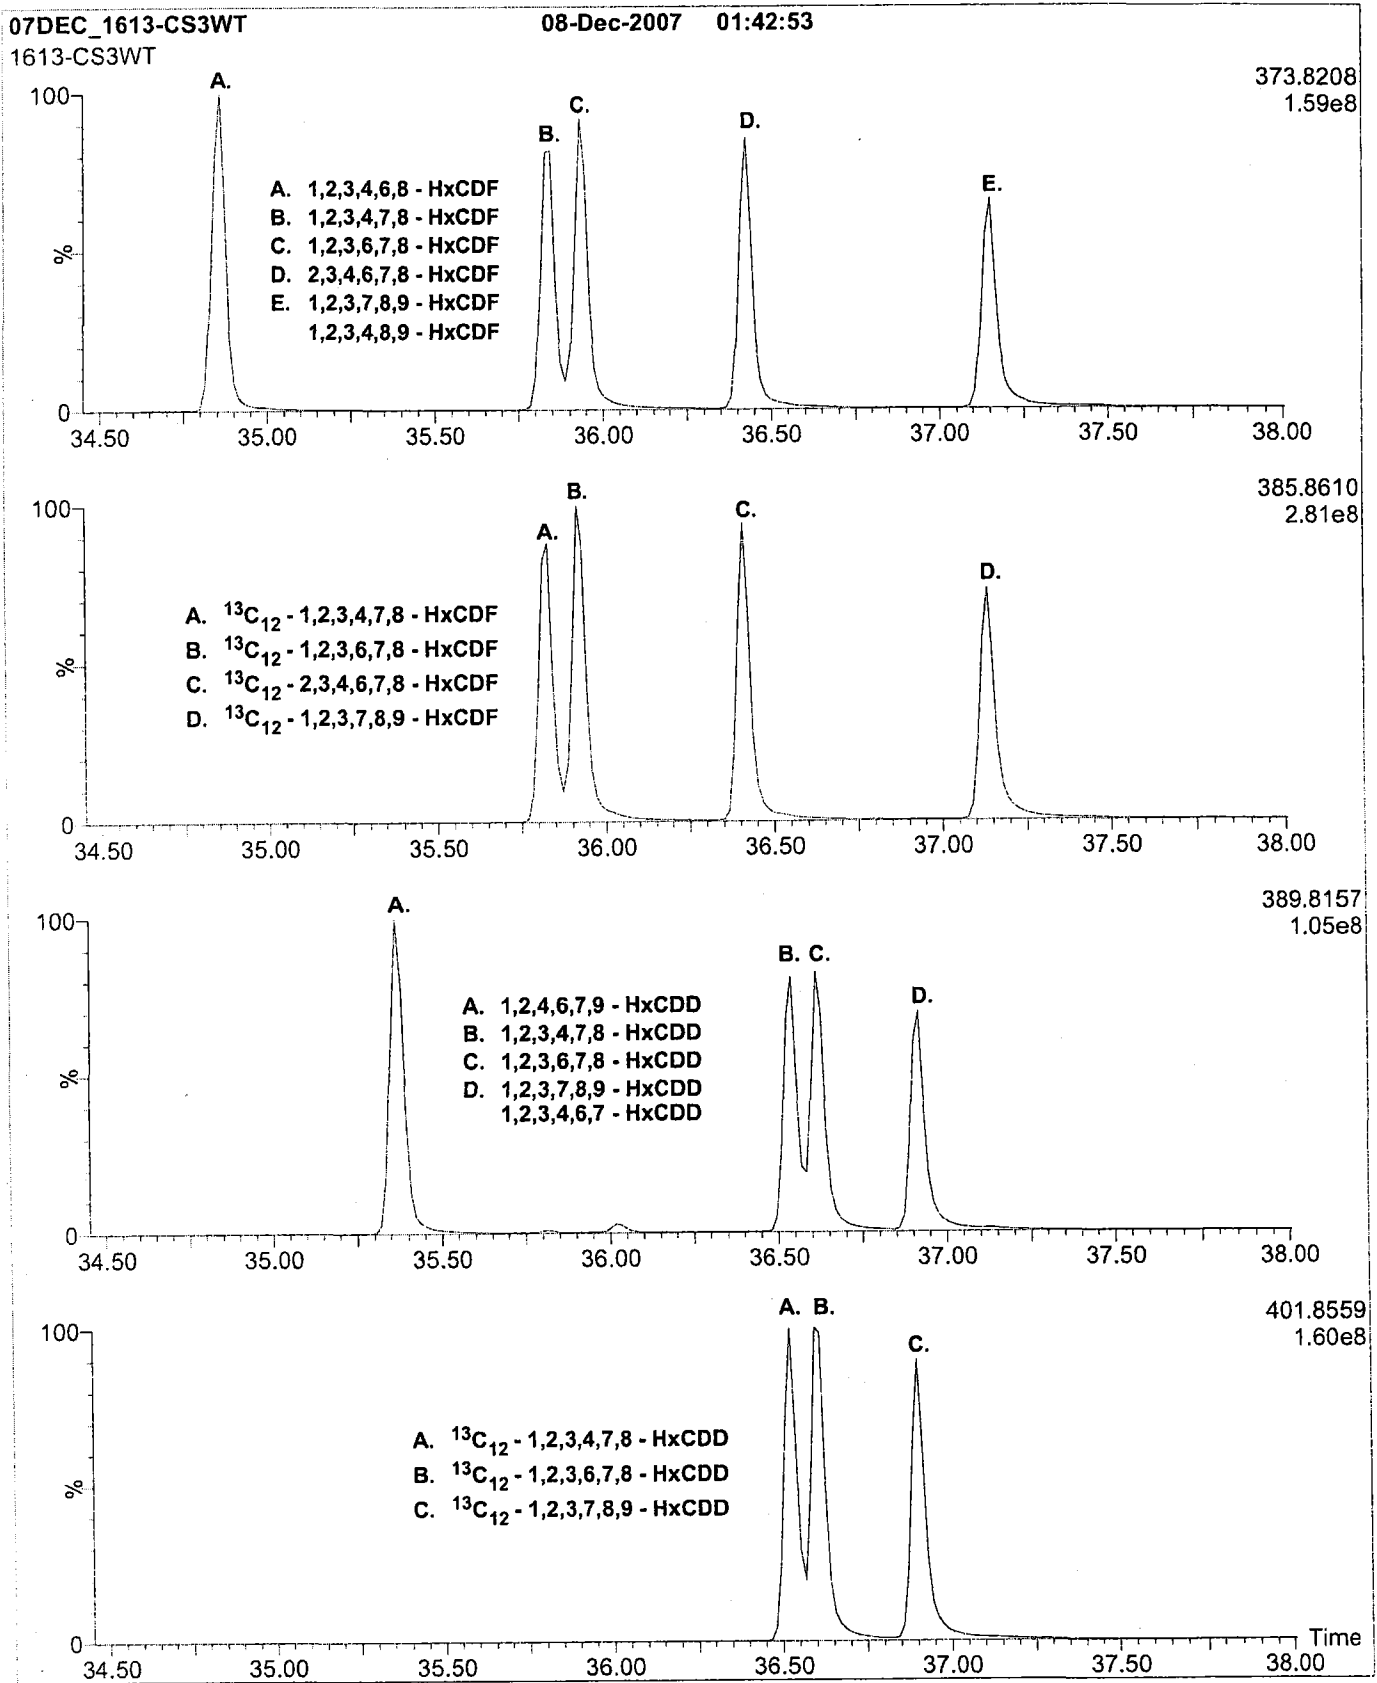 07DEC_1613-CS3WT 08-Dec-2007 01:42:53
1613-CS3WT
373.8208
1.59e8
A.
B.
C.
D.
E.
100
%
0
A. 1,2,3,4,6,8 - HxCDF
B. 1,2,3,4,7,8 - HxCDF
C. 1,2,3,6,7,8 - HxCDF
D. 2,3,4,6,7,8 - HxCDF
E. 1,2,3,7,8,9 - HxCDF
1,2,3,4,8,9 - HxCDF
34.50 35.00 35.50 36.00 36.50 37.00 37.50 38.00
385.8610
2.81e8
A.
B.
C.
D.
100
%
0
A. ¹³C₁₂ - 1,2,3,4,7,8 - HxCDF
B. ¹³C₁₂ - 1,2,3,6,7,8 - HxCDF
C. ¹³C₁₂ - 2,3,4,6,7,8 - HxCDF
D. ¹³C₁₂ - 1,2,3,7,8,9 - HxCDF
34.50 35.00 35.50 36.00 36.50 37.00 37.50 38.00
389.8157
1.05e8
A.
B. C.
D.
100
%
0
A. 1,2,4,6,7,9 - HxCDD
B. 1,2,3,4,7,8 - HxCDD
C. 1,2,3,6,7,8 - HxCDD
D. 1,2,3,7,8,9 - HxCDD
1,2,3,4,6,7 - HxCDD
34.50 35.00 35.50 36.00 36.50 37.00 37.50 38.00
401.8559
1.60e8
A. B.
C.
100
%
0
A. ¹³C₁₂ - 1,2,3,4,7,8 - HxCDD
B. ¹³C₁₂ - 1,2,3,6,7,8 - HxCDD
C. ¹³C₁₂ - 1,2,3,7,8,9 - HxCDD
Time
34.50 35.00 35.50 36.00 36.50 37.00 37.50 38.00